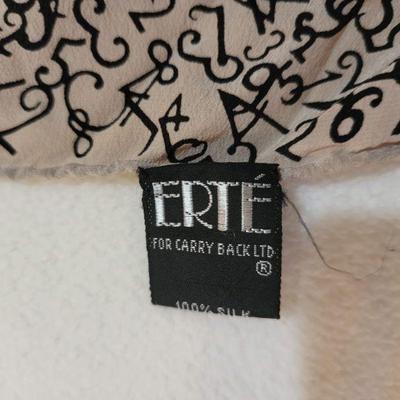 ERTÉ
FOR CARRY BACK LTD
®
100% SILK